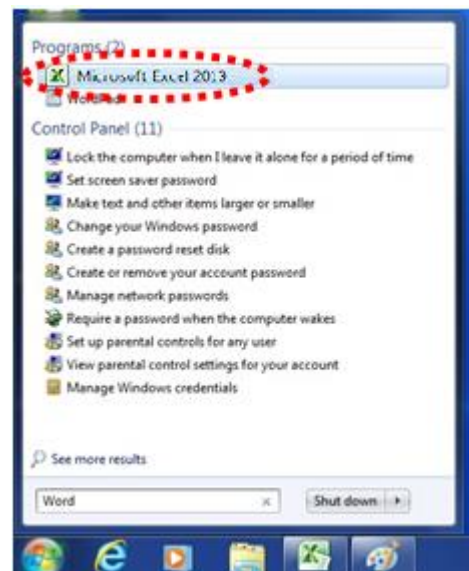 Programs (2)
Microsoft Excel 2013
Control Panel (11)
Lock the computer when I leave it alone for a period of time
Set screen saver password
Make text and other items larger or smaller
Change your Windows password
Create a password reset disk
Create or remove your account password
Manage network passwords
Require a password when the computer wakes
Set up parental controls for any user
View parental control settings for your account
Manage Windows credentials
See more results
Word
Shut down